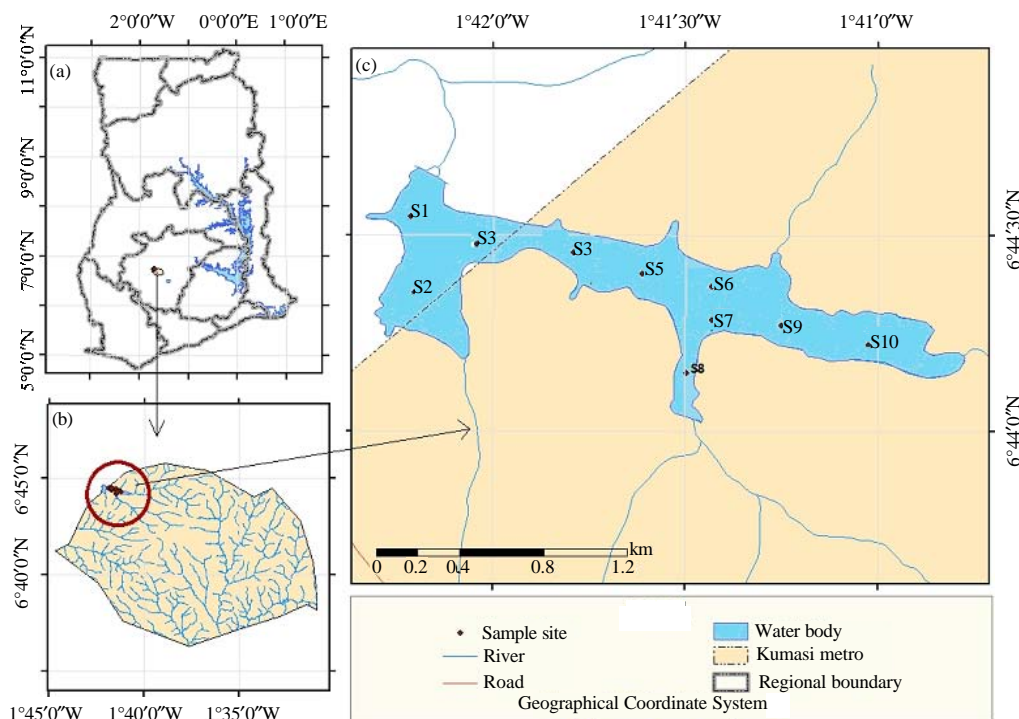 2°0'0"W 0°0'0"E 1°0'0"E
1°42'0"W 1°41'30"W 1°41'0"W
(a)
11°0'0"N
9°0'0"N
7°0'0"N
5°0'0"N
(c)
S1
S3
S3
S2
S5
S6
S7
S9
S10
S8
6°44'30"N
6°44'0"N
km
0 0.2 0.4 0.8 1.2
(b)
6°45'0"N
6°40'0"N
1°45'0"W 1°40'0"W 1°35'0"W
Sample site
River
Road
Water body
Kumasi metro
Regional boundary
Geographical Coordinate System